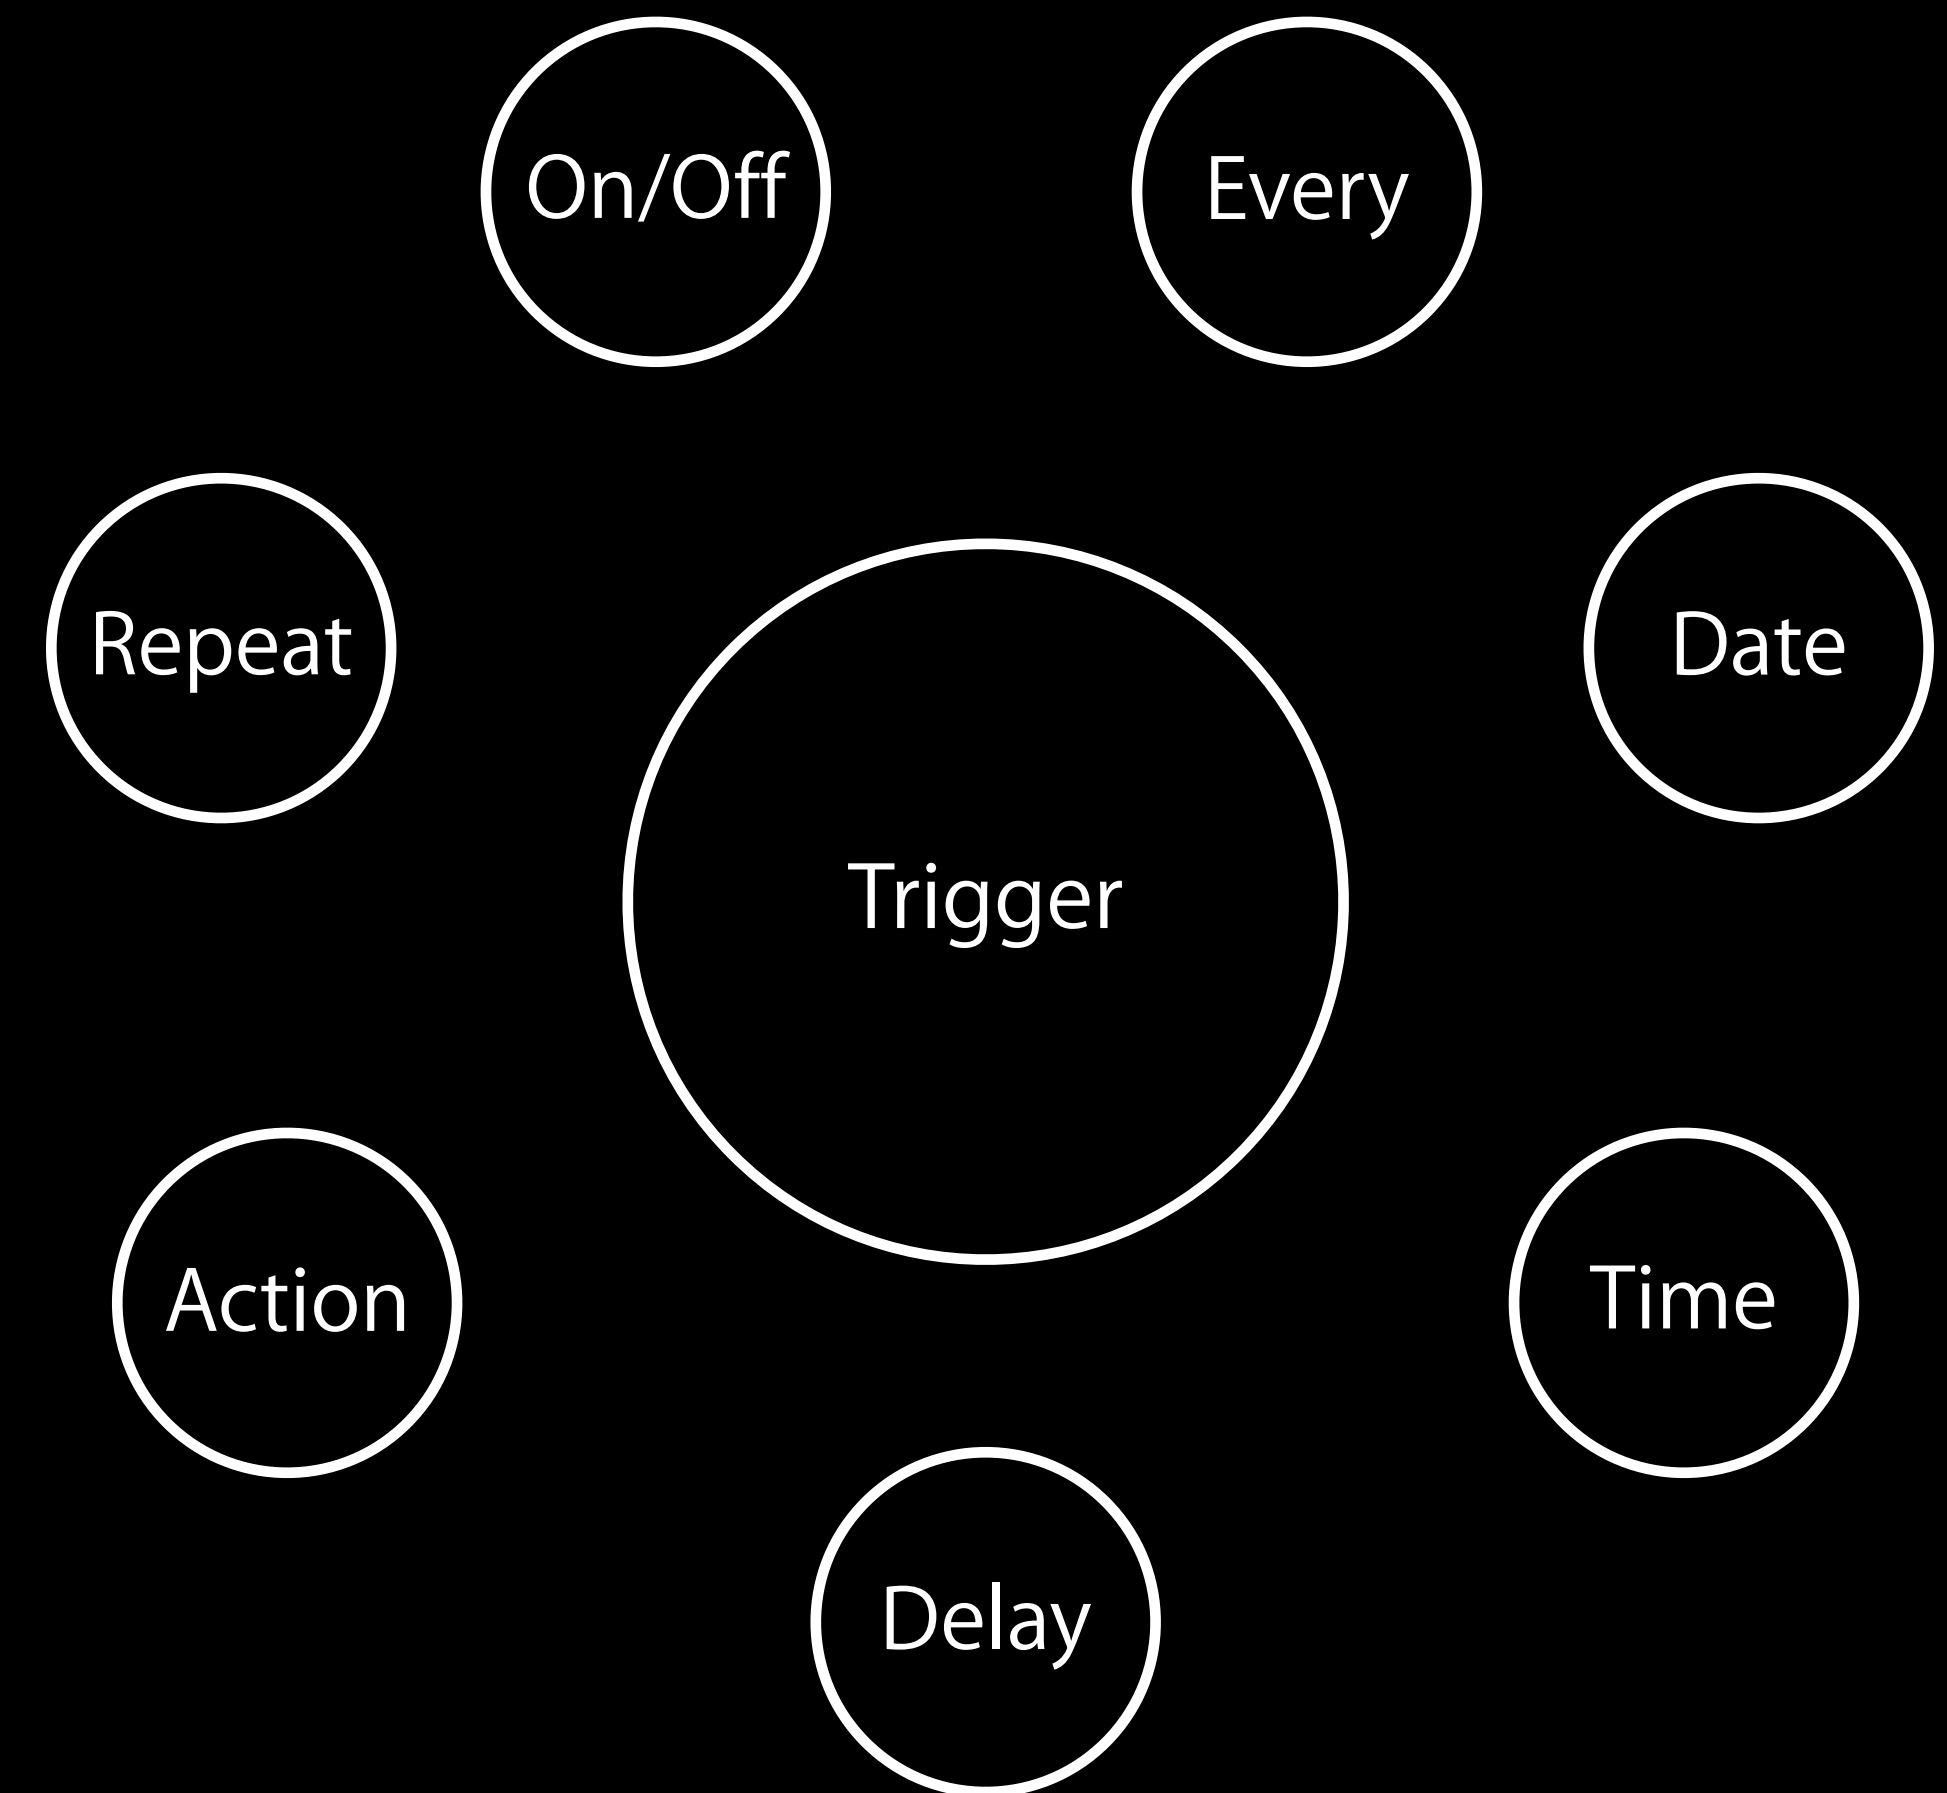 On/Off
Every
Repeat
Date
Trigger
Action
Time
Delay